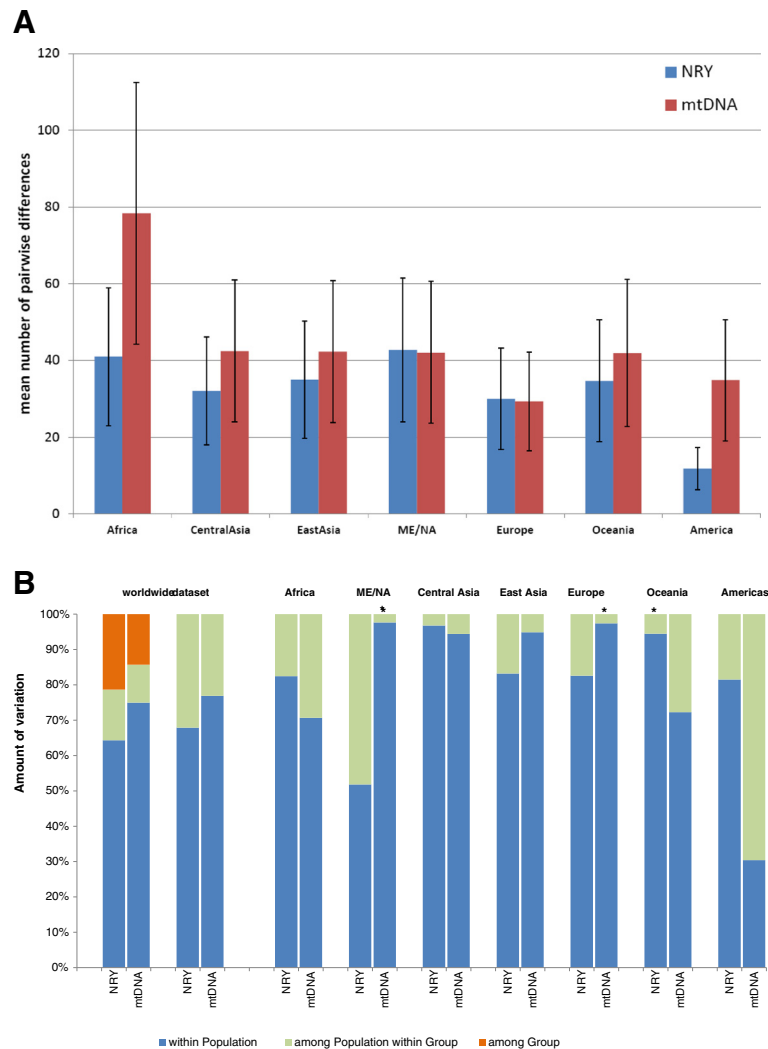 A
120
100
80
60
40
20
0
mean number of pairwise differences
NRY
mtDNA
Africa CentralAsia EastAsia ME/NA Europe Oceania America
B
worldwidedataset Africa ME/NA Central Asia East Asia Europe Oceania Americas
* * *
100%
90%
80%
70%
60%
50%
40%
30%
20%
10%
0%
Amount of variation
NRY mtDNA NRY mtDNA NRY mtDNA NRY mtDNA NRY mtDNA NRY mtDNA NRY mtDNA NRY mtDNA NRY mtDNA
within Population among Population within Group among Group